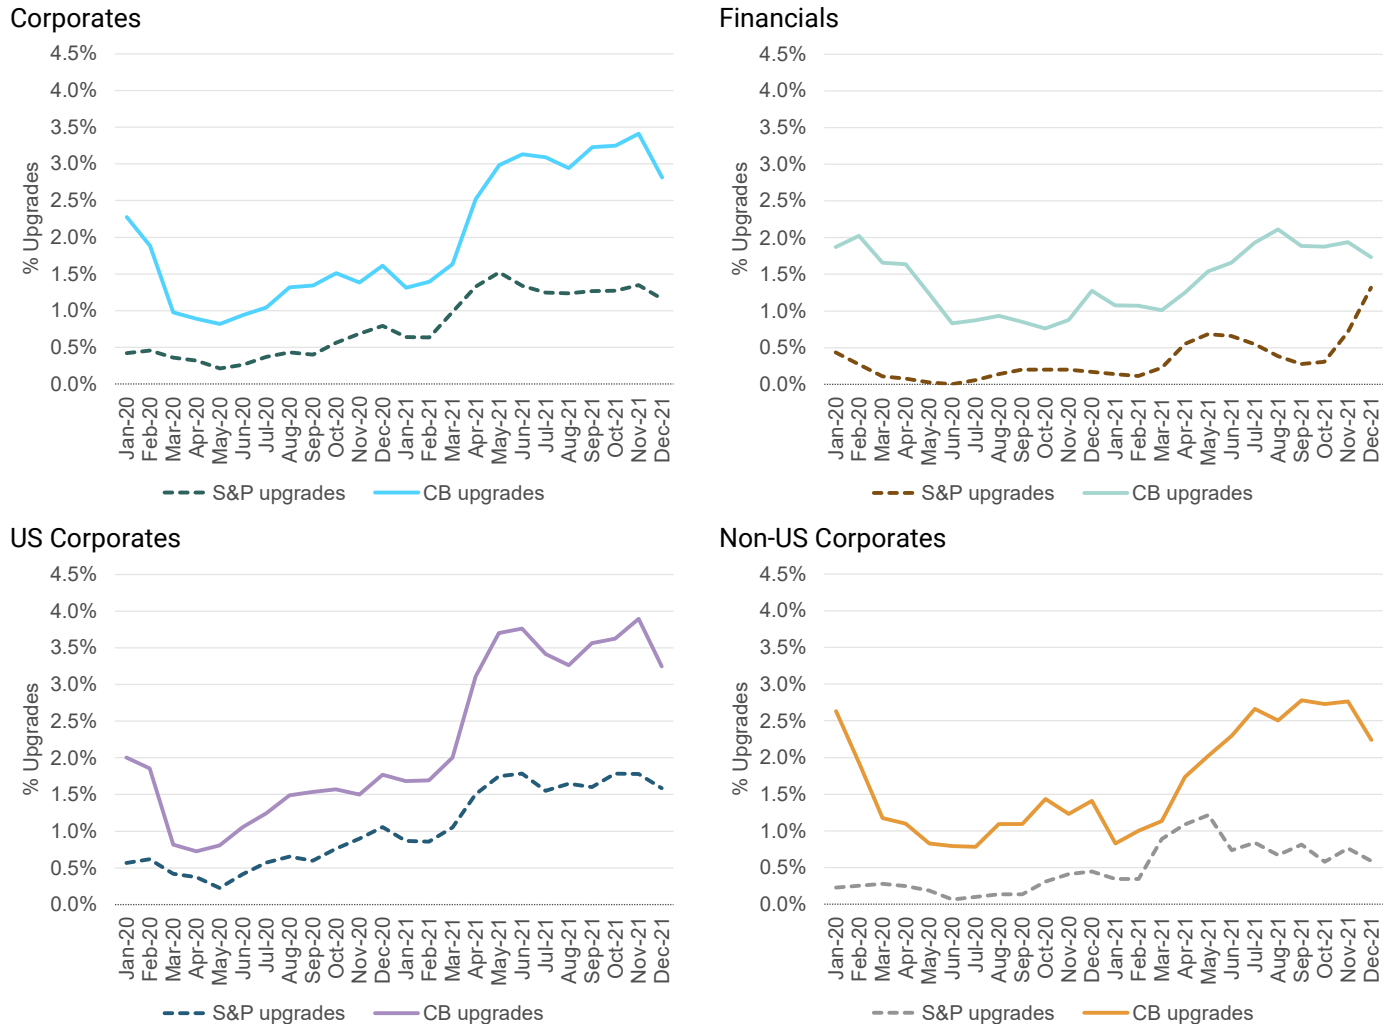 Corporates
4.5%
4.0%
3.5%
3.0%
2.5%
2.0%
1.5%
1.0%
0.5%
0.0%
% Upgrades
Jan-20
Feb-20
Mar-20
Apr-20
May-20
Jun-20
Jul-20
Aug-20
Sep-20
Oct-20
Nov-20
Dec-20
Jan-21
Feb-21
Mar-21
Apr-21
May-21
Jun-21
Jul-21
Aug-21
Sep-21
Oct-21
Nov-21
Dec-21
S&P upgrades CB upgrades
Financials
4.5%
4.0%
3.5%
3.0%
2.5%
2.0%
1.5%
1.0%
0.5%
0.0%
% Upgrades
Jan-20
Feb-20
Mar-20
Apr-20
May-20
Jun-20
Jul-20
Aug-20
Sep-20
Oct-20
Nov-20
Dec-20
Jan-21
Feb-21
Mar-21
Apr-21
May-21
Jun-21
Jul-21
Aug-21
Sep-21
Oct-21
Nov-21
Dec-21
S&P upgrades CB upgrades
US Corporates
4.5%
4.0%
3.5%
3.0%
2.5%
2.0%
1.5%
1.0%
0.5%
0.0%
% Upgrades
Jan-20
Feb-20
Mar-20
Apr-20
May-20
Jun-20
Jul-20
Aug-20
Sep-20
Oct-20
Nov-20
Dec-20
Jan-21
Feb-21
Mar-21
Apr-21
May-21
Jun-21
Jul-21
Aug-21
Sep-21
Oct-21
Nov-21
Dec-21
S&P upgrades CB upgrades
Non-US Corporates
4.5%
4.0%
3.5%
3.0%
2.5%
2.0%
1.5%
1.0%
0.5%
0.0%
% Upgrades
Jan-20
Feb-20
Mar-20
Apr-20
May-20
Jun-20
Jul-20
Aug-20
Sep-20
Oct-20
Nov-20
Dec-20
Jan-21
Feb-21
Mar-21
Apr-21
May-21
Jun-21
Jul-21
Aug-21
Sep-21
Oct-21
Nov-21
Dec-21
S&P upgrades CB upgrades